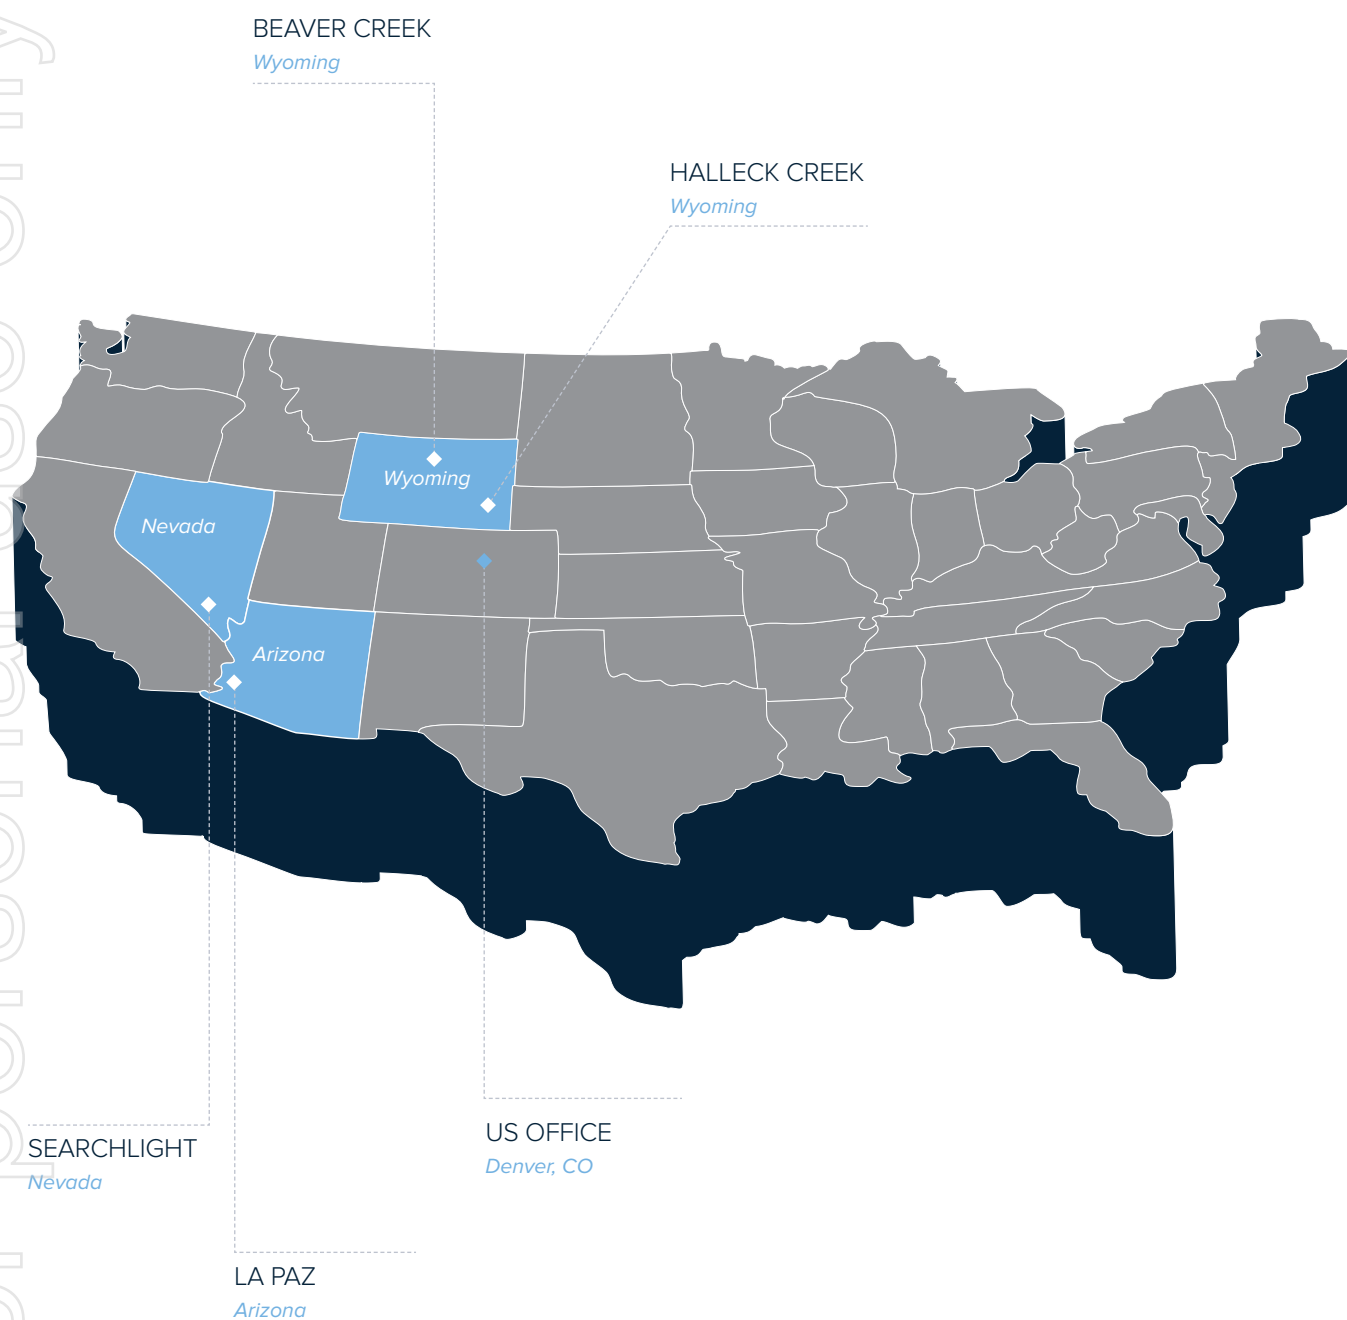 BEAVER CREEK
Wyoming
HALLECK CREEK
Wyoming
Wyoming
Nevada
Arizona
SEARCHLIGHT
Nevada
US OFFICE
Denver, CO
LA PAZ
Arizona